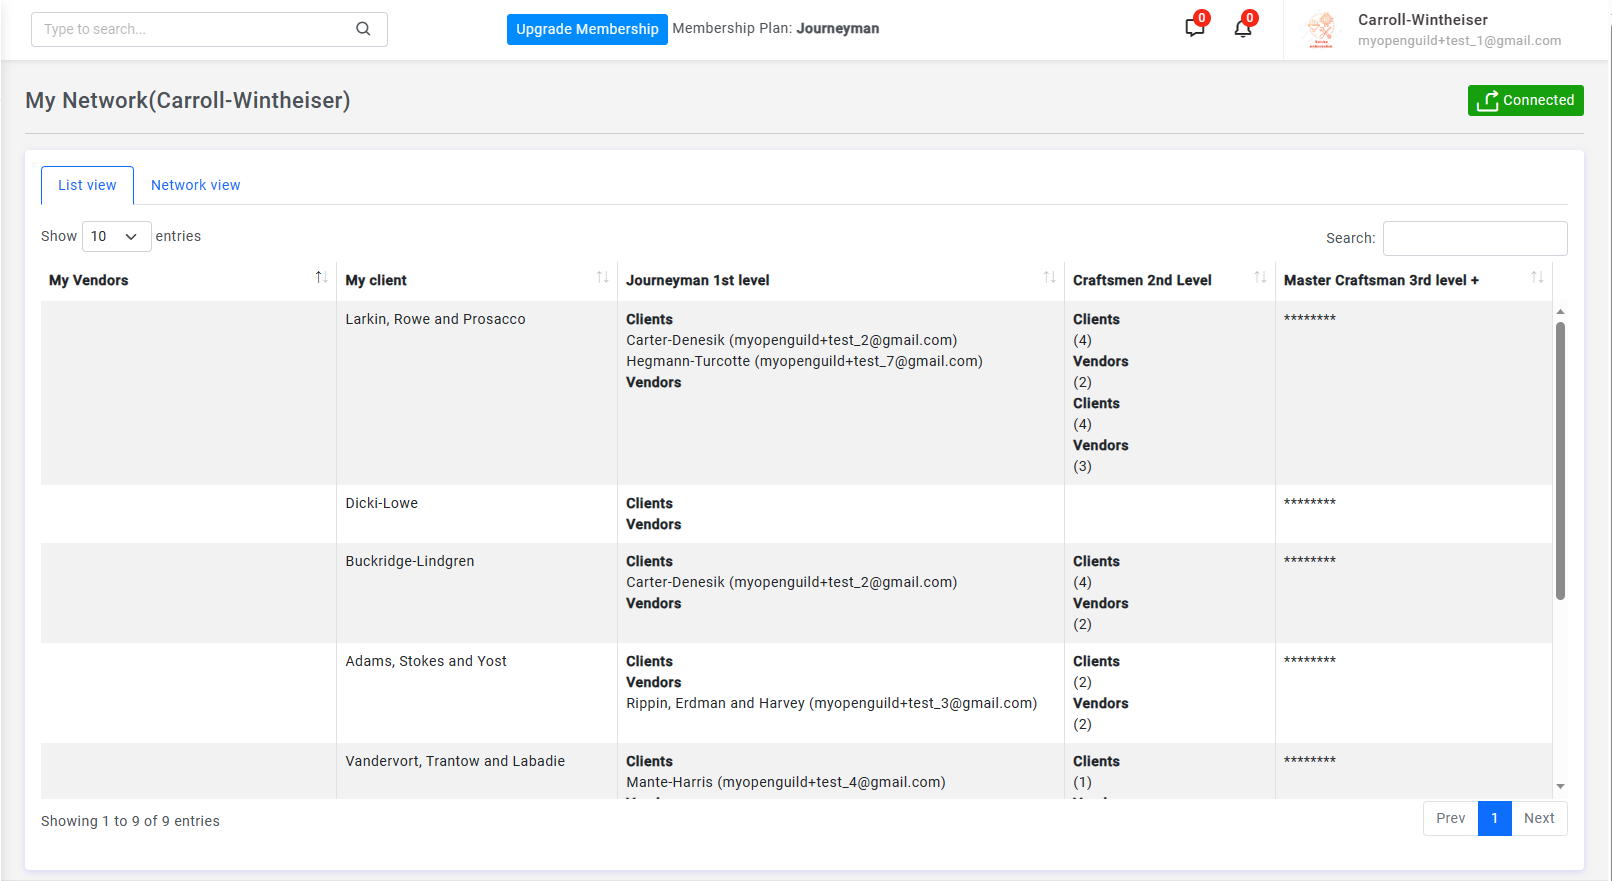 Type to search...
Upgrade Membership
Membership Plan: Journeyman
0
0
Carroll-Wintheiser
myopenguild+test_1@gmail.com
My Network(Carroll-Wintheiser)
Connected
List view
Network view
Show 10 entries
Search:
My Vendors
My client
Journeyman 1st level
Craftsmen 2nd Level
Master Craftsman 3rd level +
Larkin, Rowe and Prosacco
Clients
Carter-Denesik (myopenguild+test_2@gmail.com)
Hegmann-Turcotte (myopenguild+test_7@gmail.com)
Vendors
Clients
(4)
Vendors
(2)
Clients
(4)
Vendors
(3)
********
Dicki-Lowe
Clients
Vendors
********
Buckridge-Lindgren
Clients
Carter-Denesik (myopenguild+test_2@gmail.com)
Vendors
Clients
(4)
Vendors
(2)
********
Adams, Stokes and Yost
Clients
Vendors
Rippin, Erdman and Harvey (myopenguild+test_3@gmail.com)
Clients
(2)
Vendors
(2)
********
Vandervort, Trantow and Labadie
Clients
Mante-Harris (myopenguild+test_4@gmail.com)
Clients
(1)
********
Showing 1 to 9 of 9 entries
Prev
1
Next